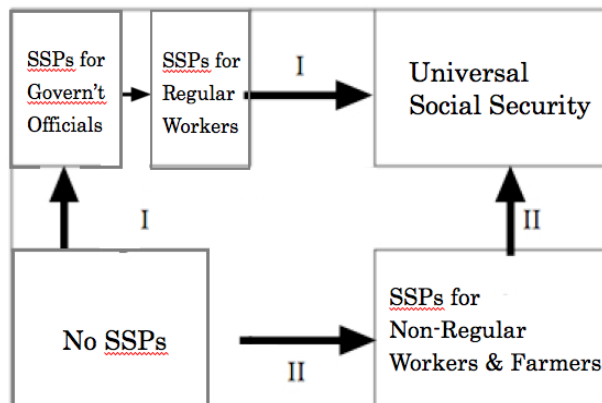 SSPs for
Govern't
Officials
SSPs for
Regular
Workers
I
Universal
Social Security
I
II
No SSPs
II
SSPs for
Non-Regular
Workers & Farmers